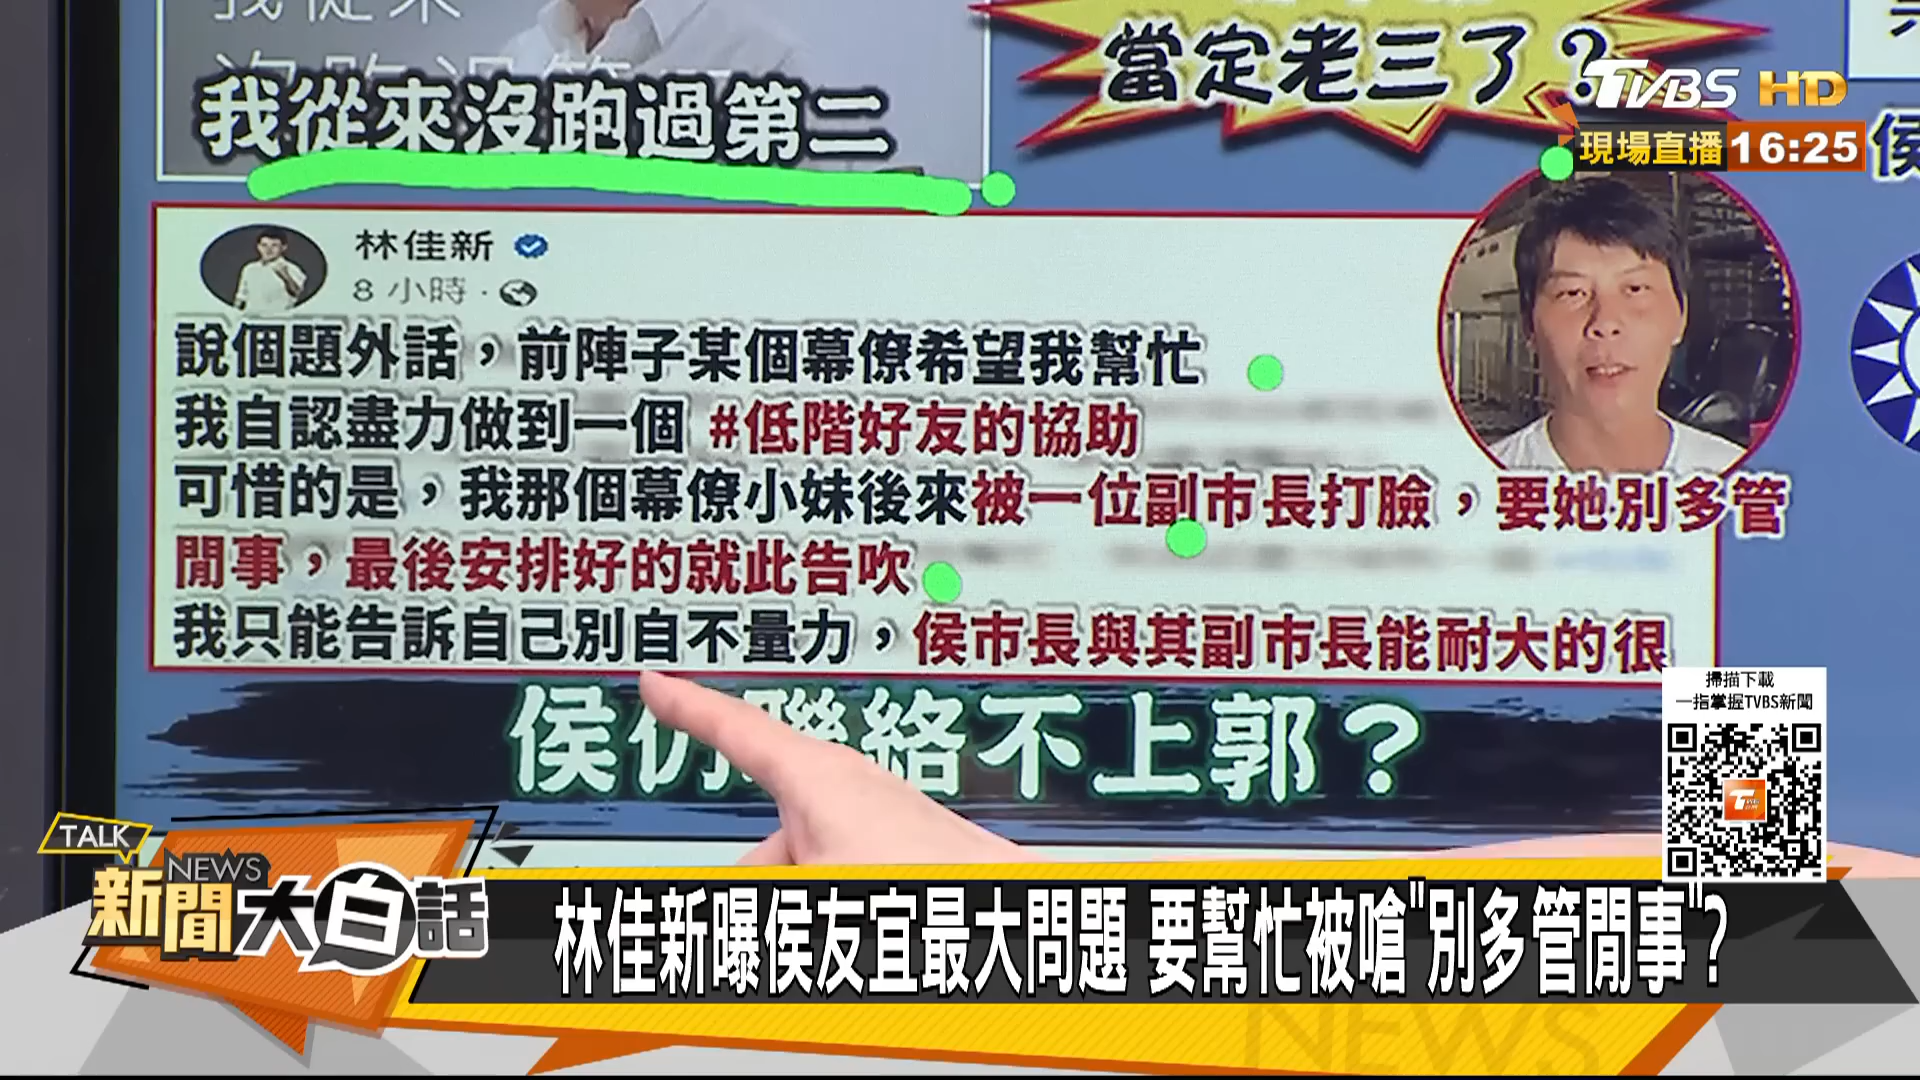 我從來
當定老三了?
TVBS HD
我從來沒跑過第二
現場直播 16:25
侯
林佳新
8 小時
說個題外話，前陣子某個幕僚希望我幫忙
我自認盡力做到一個 #低階好友的協助
可惜的是，我那個幕僚小妹後來被一位副市長打臉，要她別多管
閒事，最後安排好的就此告吹
我只能告訴自己別自不量力，侯市長與其副市長能耐大的很
侯仍聯絡不上郭?
掃描下載
一指掌握TVBS新聞
TALK
NEWS
新聞大白話
林佳新曝侯友宜最大問題 要幫忙被嗆"別多管閒事"?
NEWS